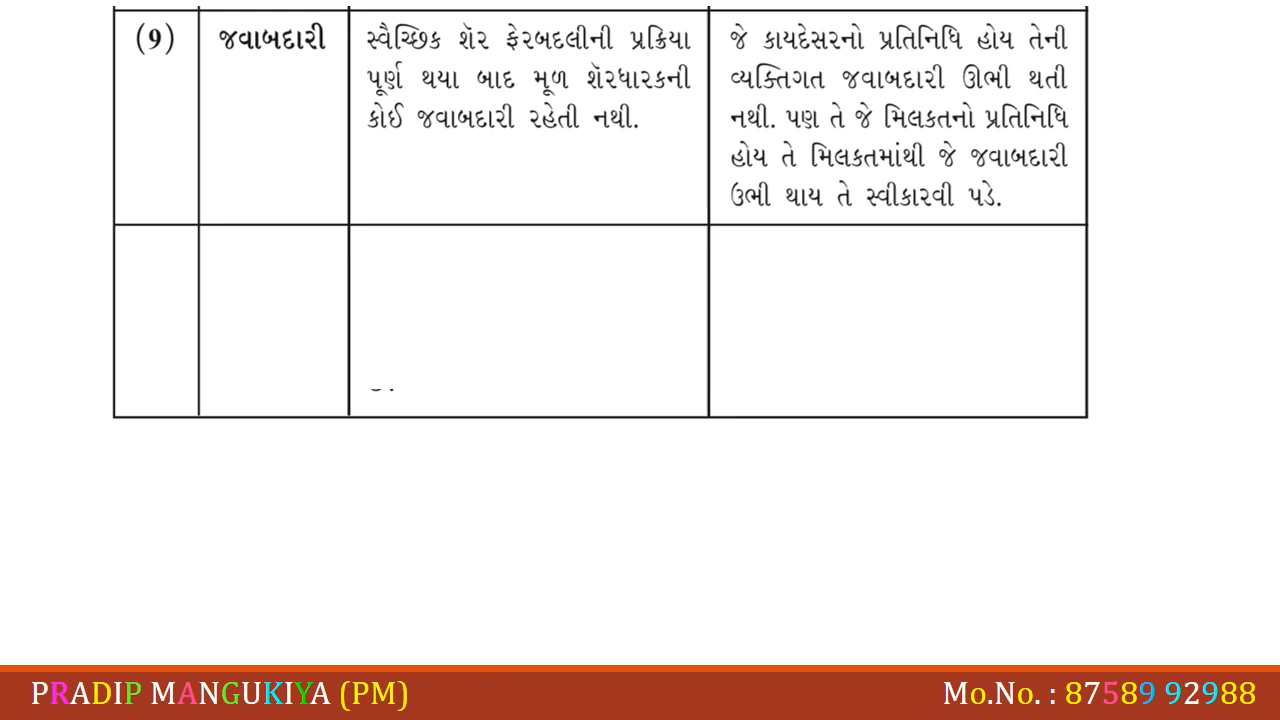 (9) જવાબદારી સ્વૈચ્છિક શૅર ફેરબદલીની પ્રક્રિયા પૂર્ણ થયા બાદ મૂળ શૅરધારકની કોઈ જવાબદારી રહેતી નથી.
જે કાયદેસરનો પ્રતિનિધિ હોય તેની
વ્યક્તિગત જવાબદારી ઊભી થતી
નથી. પણ તે જે મિલકતનો પ્રતિનિધિ
હોય તે મિલકતમાંથી જે જવાબદારી
ઉભી થાય તે સ્વીકારવી પડે.
PRADIP MANGUKIYA (PM)
Mo.No. : 87589 92988